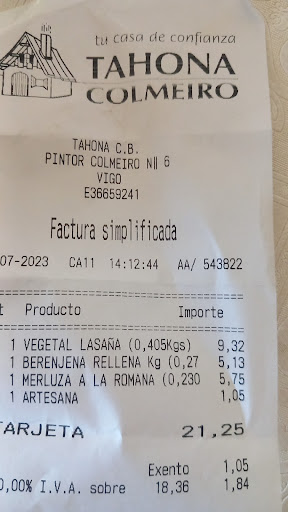 tu casa de confianza
TAHONA
COLMEIRO
TAHONA C.B.
PINTOR COLMEIRO N‖ 6
VIGO
E36659241
Factura simplificada
07-2023 CA11 14:12:44 AA/ 543822
t Producto Importe
1 VEGETAL LASAÑA (0,405Kgs) 9,32
1 BERENJENA RELLENA Kg (0,27 5,13
1 MERLUZA A LA ROMANA (0,230 5,75
1 ARTESANA 1,05
TARJETA 21,25
Exento 1,05
0,00% I.V.A. sobre 18,36 1,84